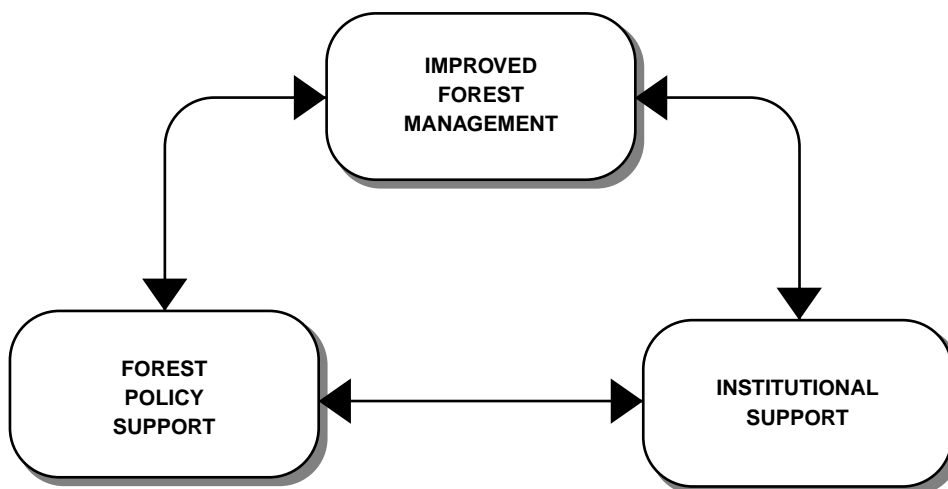 IMPROVED
FOREST
MANAGEMENT
FOREST
POLICY
SUPPORT
INSTITUTIONAL
SUPPORT